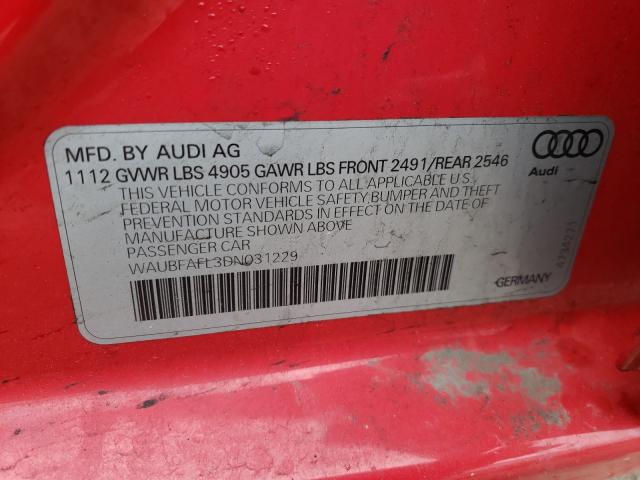 MFD. BY AUDI AG
1112 GVWR LBS 4905 GAWR LBS FRONT 2491/REAR 2546
THIS VEHICLE CONFORMS TO ALL APPLICABLE U.S.
FEDERAL MOTOR VEHICLE SAFETY, BUMPER AND THEFT
PREVENTION STANDARDS IN EFFECT ON THE DATE OF
MANUFACTURE SHOWN ABOVE
PASSENGER CAR
WAUBFAFL3DN031229
Audi
GERMANY